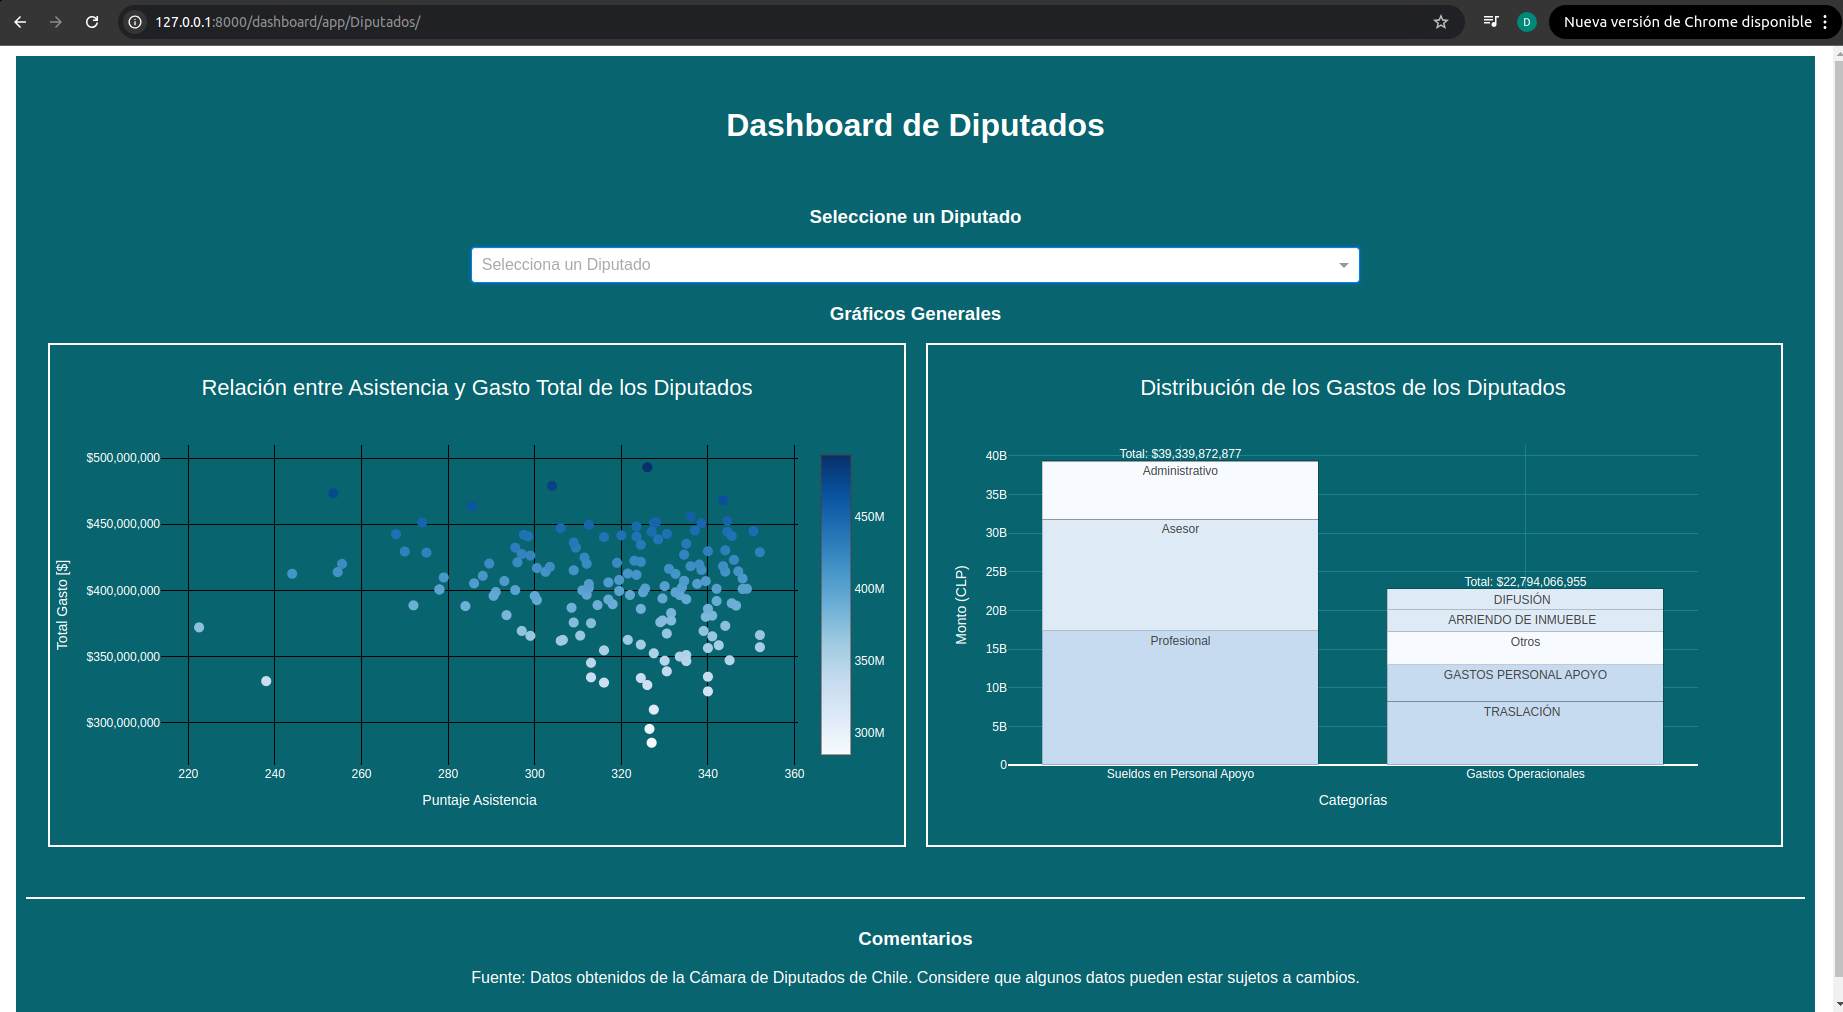 127.0.0.1:8000/dashboard/app/Diputados/
D
Nueva versión de Chrome disponible
Dashboard de Diputados
Seleccione un Diputado
Selecciona un Diputado
Gráficos Generales
Relación entre Asistencia y Gasto Total de los Diputados
Total Gasto [$]
$500,000,000
$450,000,000
$400,000,000
$350,000,000
$300,000,000
220 240 260 280 300 320 340 360
Puntaje Asistencia
450M
400M
350M
300M
Distribución de los Gastos de los Diputados
Monto (CLP)
40B
35B
30B
25B
20B
15B
10B
5B
0
Total: $39,339,872,877
Administrativo
Asesor
Profesional
Total: $22,794,066,955
DIFUSIÓN
ARRIENDO DE INMUEBLE
Otros
GASTOS PERSONAL APOYO
TRASLACIÓN
Sueldos en Personal Apoyo
Gastos Operacionales
Categorías
Comentarios
Fuente: Datos obtenidos de la Cámara de Diputados de Chile. Considere que algunos datos pueden estar sujetos a cambios.